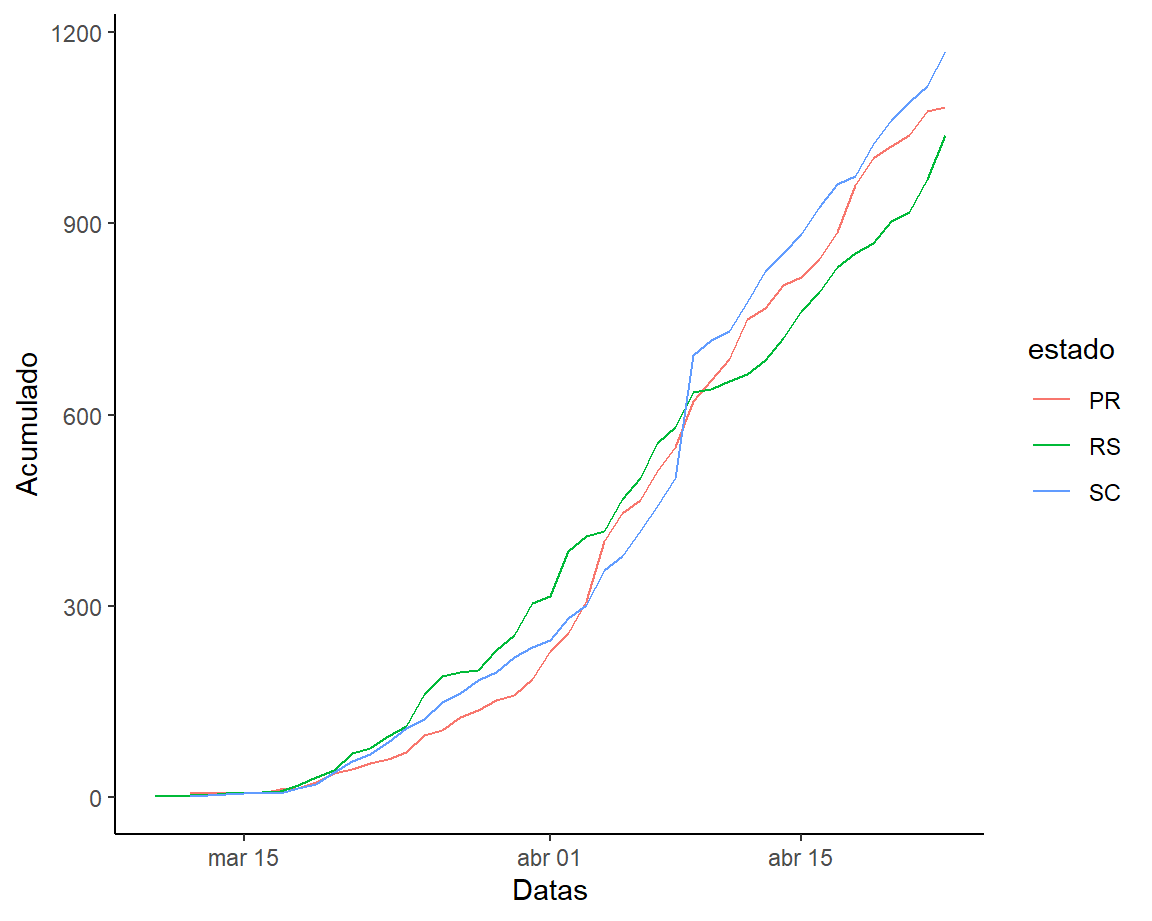 1200
900
600
300
0
Acumulado
mar 15
abr 01
abr 15
Datas
estado
PR
RS
SC